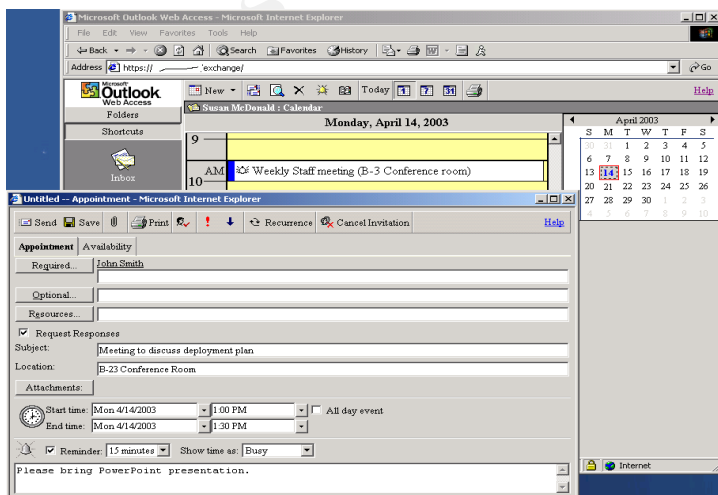 Microsoft Outlook Web Access - Microsoft Internet Explorer
File Edit View Favorites Tools Help
Back Search Favorites History
Address https:// /exchange/ Go
Microsoft
Outlook
Web Access
New Today 1 7 31 Help
Folders
Susan McDonald : Calendar
Shortcuts
Monday, April 14, 2003
April 2003
S M T W T F S
30 31 1 2 3 4 5
6 7 8 9 10 11 12
13 14 15 16 17 18 19
20 21 22 23 24 25 26
27 28 29 30 1 2 3
4 5 6 7 8 9 10
9
AM Weekly Staff meeting (B-3 Conference room)
10
Inbox
Untitled -- Appointment - Microsoft Internet Explorer
Send Save Print ! Recurrence Cancel Invitation Help
Appointment Availability
Required... John Smith
Optional...
Resources...
Request Responses
Subject: Meeting to discuss deployment plan
Location: B-23 Conference Room
Attachments:
Start time: Mon 4/14/2003 1:00 PM All day event
End time: Mon 4/14/2003 1:30 PM
Reminder: 15 minutes Show time as: Busy
Please bring PowerPoint presentation.
Internet